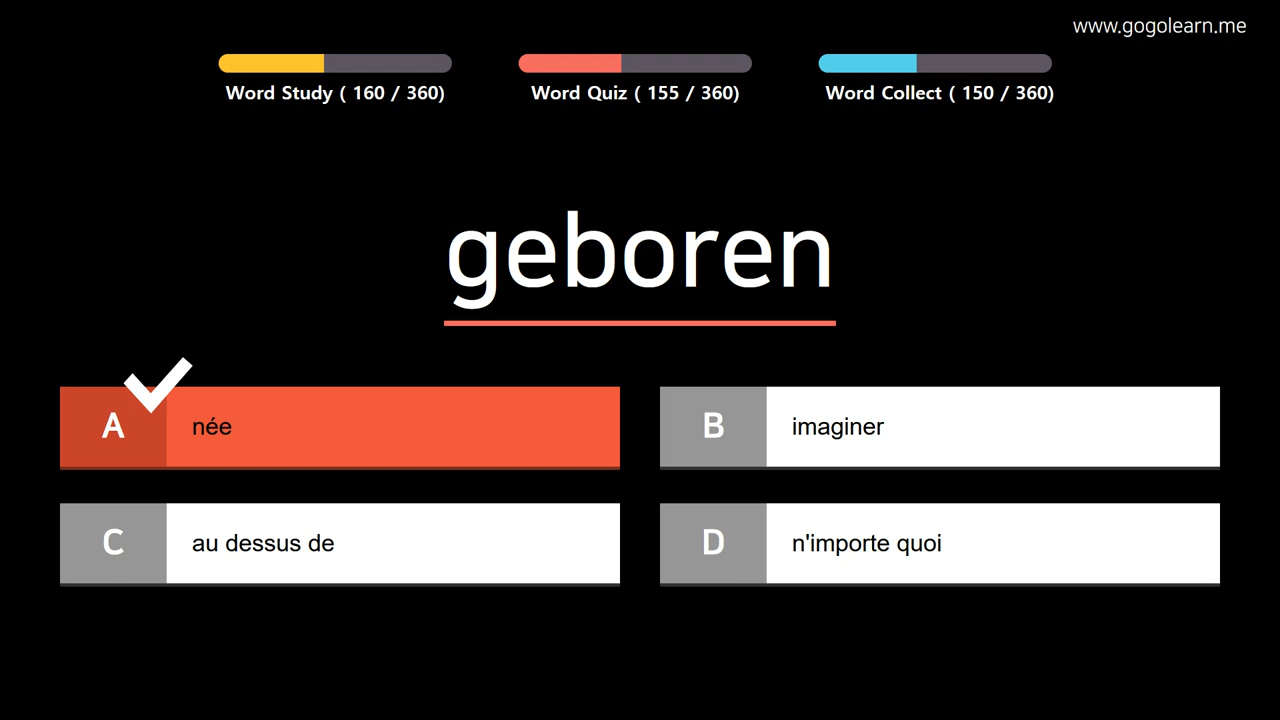 www.gogolearn.me
Word Study ( 160 / 360)
Word Quiz ( 155 / 360)
Word Collect ( 150 / 360)
geboren
A
née
B
imaginer
C
au dessus de
D
n'importe quoi